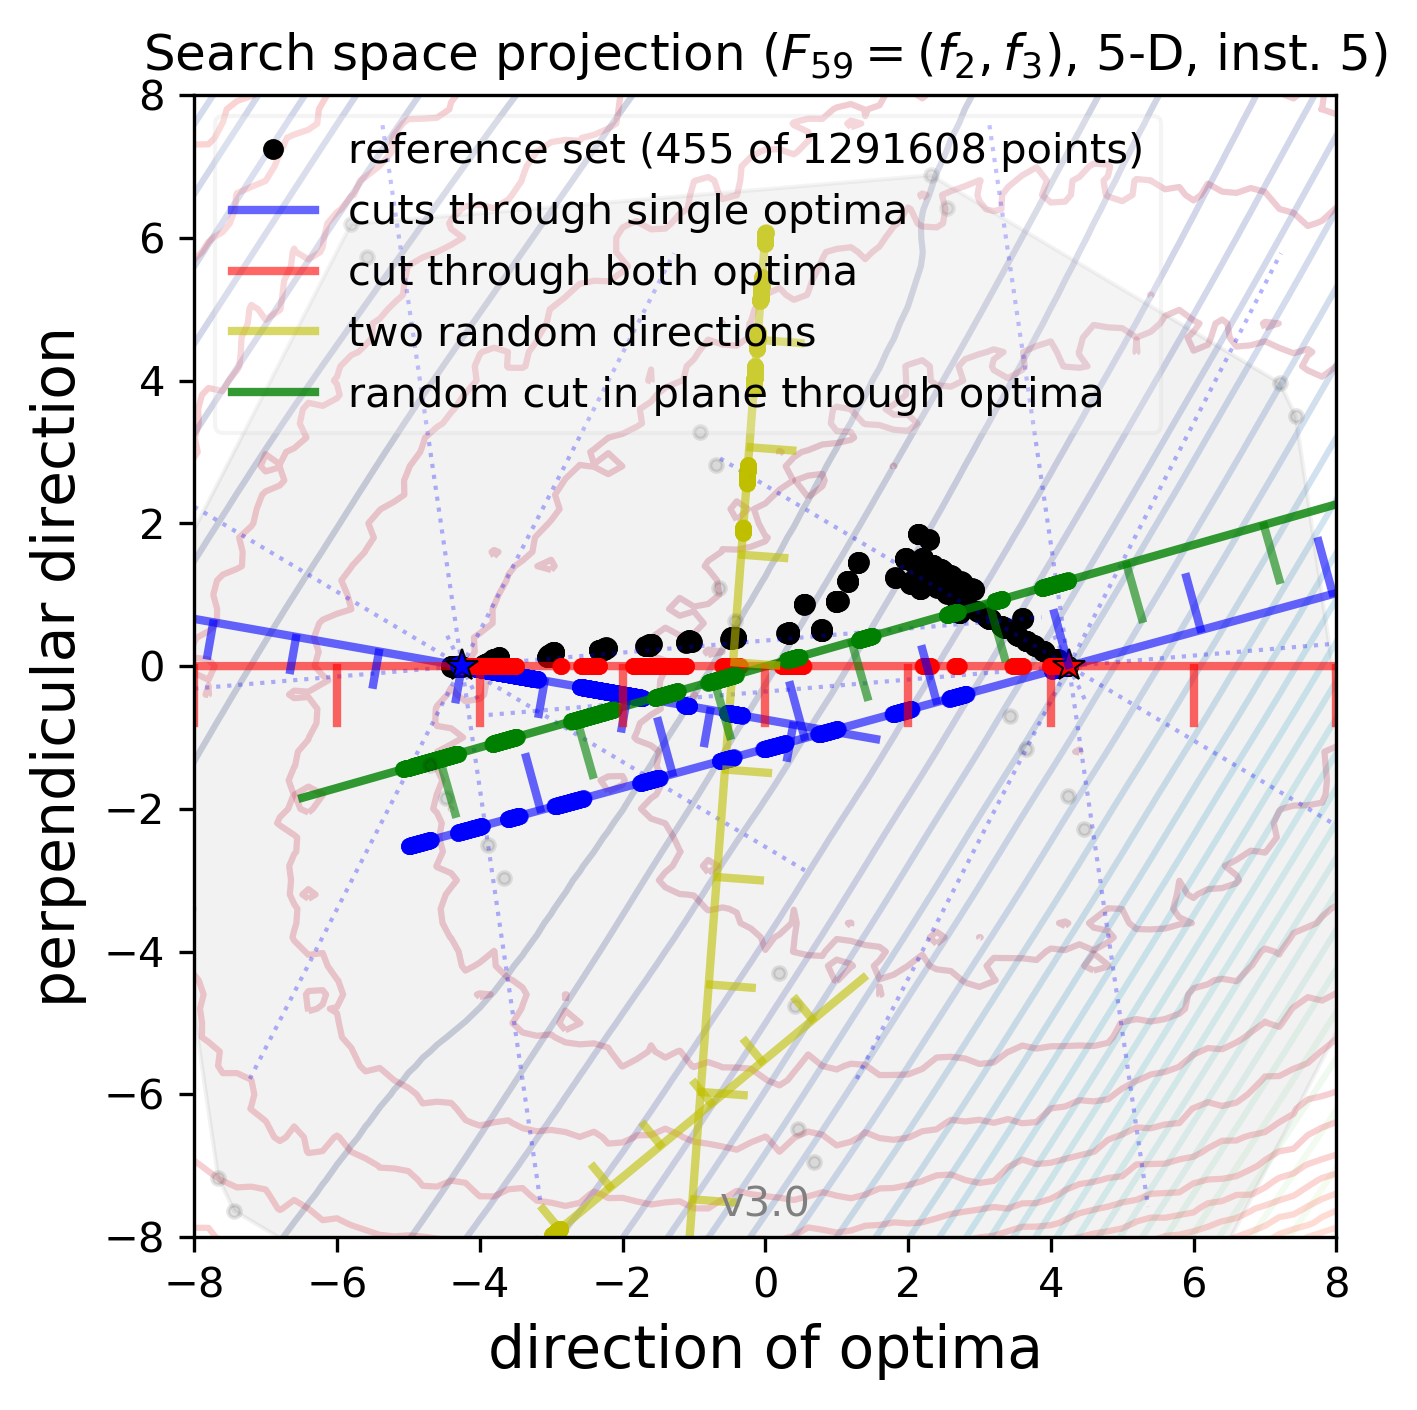 Search space projection (F₅₉ = (f₂, f₃), 5-D, inst. 5)
reference set (455 of 1291608 points)
cuts through single optima
cut through both optima
two random directions
random cut in plane through optima
8
6
4
2
0
−2
−4
−6
−8
perpendicular direction
v3.0
−8 −6 −4 −2 0 2 4 6 8
direction of optima